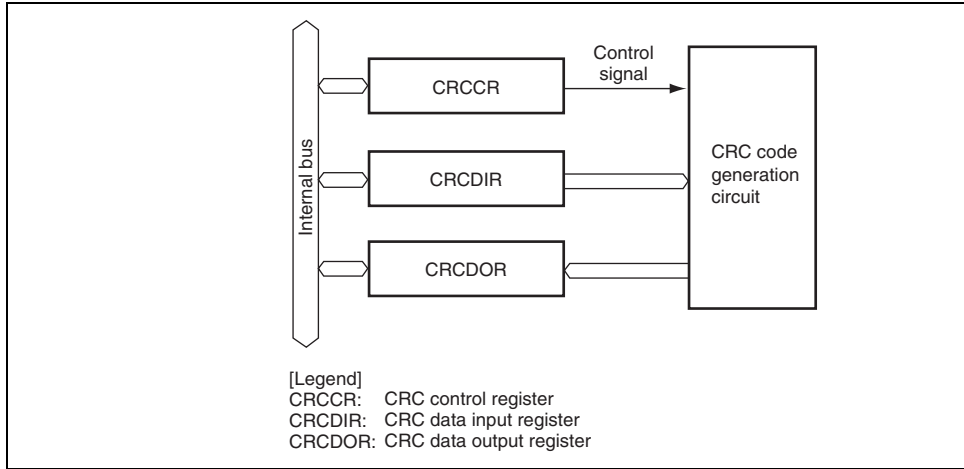 Control
signal
CRCCR
CRC code
generation
circuit
CRCDIR
CRCDOR
Internal bus
[Legend]
CRCCR: CRC control register
CRCDIR: CRC data input register
CRCDOR: CRC data output register